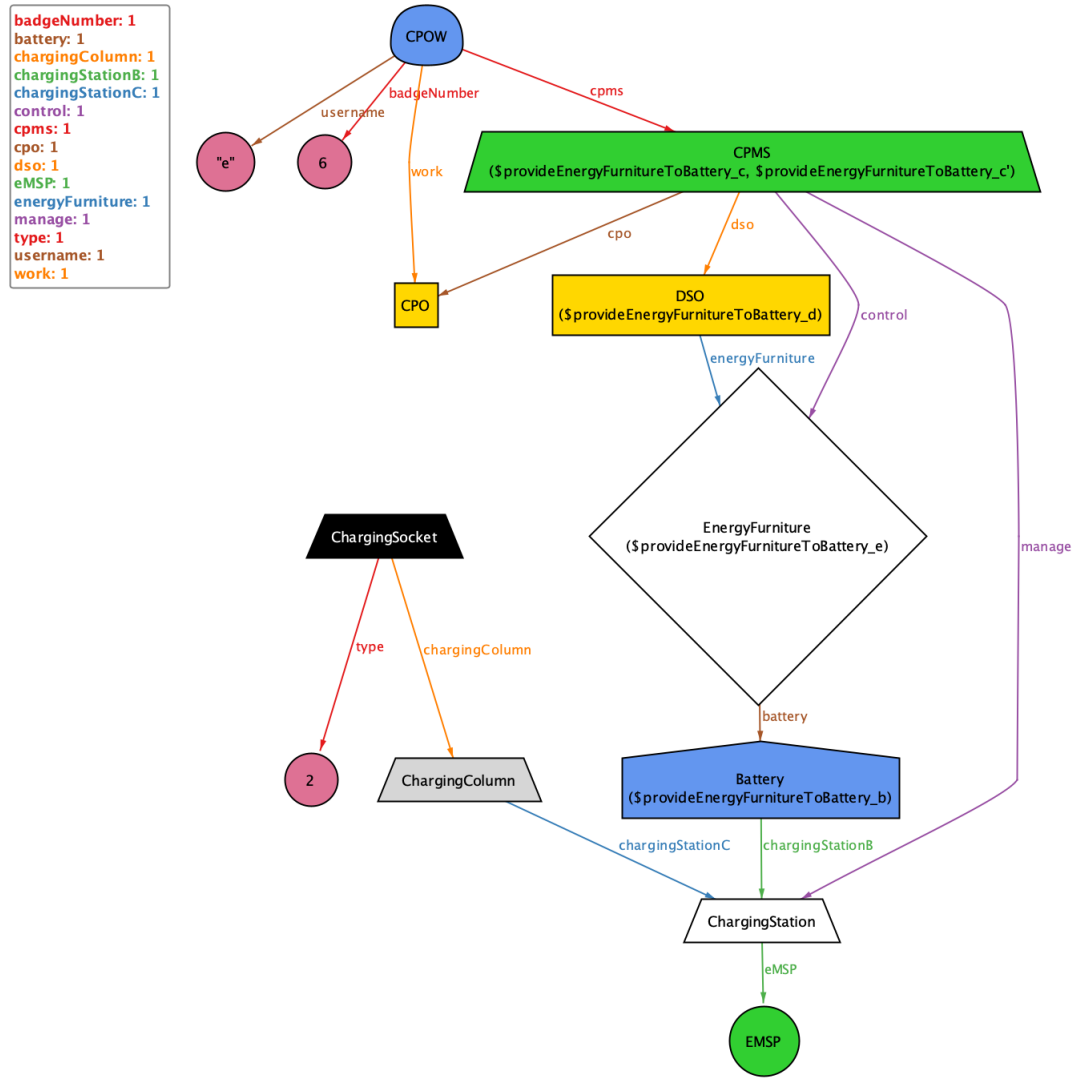 badgeNumber: 1
battery: 1
chargingColumn: 1
chargingStationB: 1
chargingStationC: 1
control: 1
cpms: 1
cpo: 1
dso: 1
eMSP: 1
energyFurniture: 1
manage: 1
type: 1
username: 1
work: 1
CPOW
cpms
badgeNumber
username
"e"
6
work
CPMS
($provideEnergyFurnitureToBattery_c, $provideEnergyFurnitureToBattery_c')
cpo
dso
control
CPO
DSO
($provideEnergyFurnitureToBattery_d)
energyFurniture
EnergyFurniture
($provideEnergyFurnitureToBattery_e)
manage
ChargingSocket
type
chargingColumn
battery
2
ChargingColumn
Battery
($provideEnergyFurnitureToBattery_b)
chargingStationC
chargingStationB
ChargingStation
eMSP
EMSP